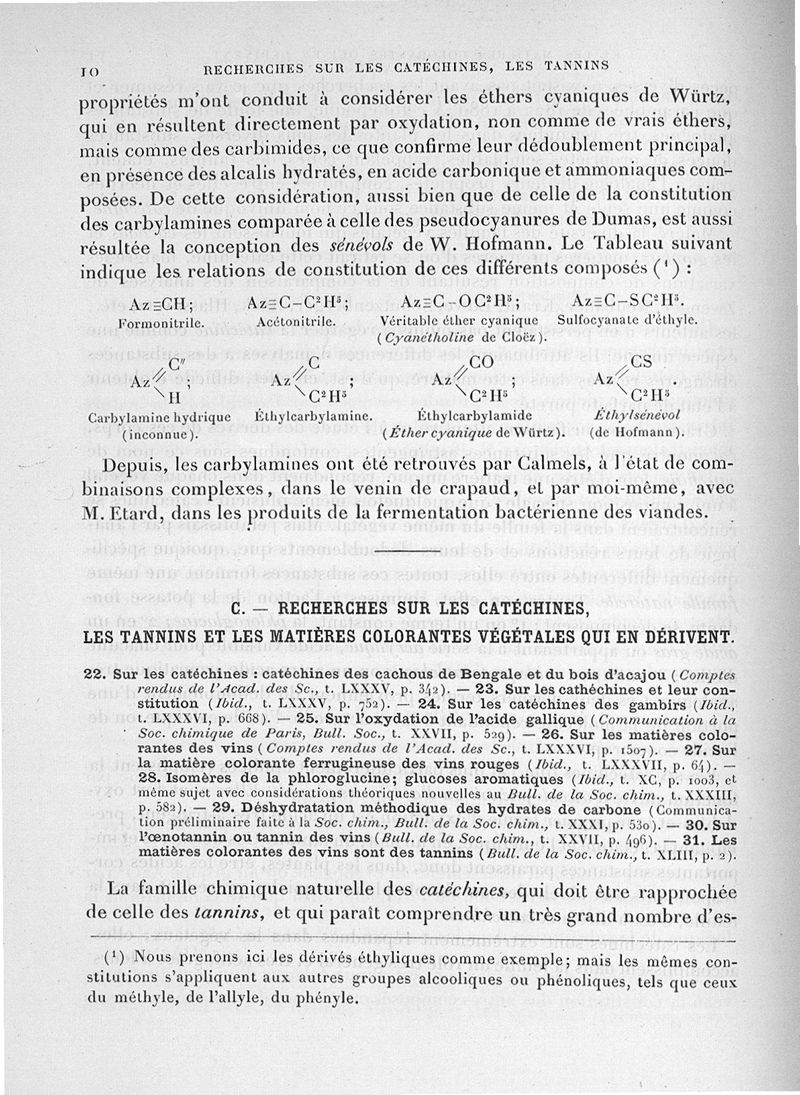 10 RECHERCHES SUR LES CATÉCHINES, LES TANNINS
propriétés m'ont conduit à considérer les éthers cyaniques de Würtz,
qui en résultent directement par oxydation, non comme de vrais éthers,
mais comme des carbimides, ce que confirme leur dédoublement principal,
en présence des alcalis hydratés, en acide carbonique et ammoniaques com-
posées. De cette considération, aussi bien que de celle de la constitution
des carbylamines comparée à celle des pseudocyanures de Dumas, est aussi
résultée la conception des sénévols de W. Hofmann. Le Tableau suivant
indique les relations de constitution de ces différents composés (¹) :
Az≡CH; Az≡C-C²H⁵; Az≡C-OC²H⁵; Az≡C-SC²H⁵.
Formonitrile. Acétonitrile. Véritable éther cyanique Sulfocyanate d'éthyle.
(Cyanétholine de Cloëz).
C″ C CO CS
Az ; Az ; Az ; Az .
H C²H⁵ C²H⁵ C²H⁵
Carbylamine hydrique Éthylcarbylamine. Éthylcarbylamide Éthylsénévol
(inconnue). (Éther cyanique de Würtz). (de Hofmann).
Depuis, les carbylamines ont été retrouvés par Calmels, à l'état de com-
binaisons complexes, dans le venin de crapaud, et par moi-même, avec
M. Etard, dans les produits de la fermentation bactérienne des viandes.
C. — RECHERCHES SUR LES CATÉCHINES,
LES TANNINS ET LES MATIÈRES COLORANTES VÉGÉTALES QUI EN DÉRIVENT.
22. Sur les catéchines : catéchines des cachous de Bengale et du bois d'acajou (Comptes
rendus de l'Acad. des Sc., t. LXXXV, p. 342). — 23. Sur les cathéchines et leur con-
stitution (Ibid., t. LXXXV, p. 752). — 24. Sur les catéchines des gambirs (Ibid.,
t. LXXXVI, p. 668). — 25. Sur l'oxydation de l'acide gallique (Communication à la
Soc. chimique de Paris, Bull. Soc., t. XXVII, p. 529). — 26. Sur les matières colo-
rantes des vins (Comptes rendus de l'Acad. des Sc., t. LXXXVI, p. 1507). — 27. Sur
la matière colorante ferrugineuse des vins rouges (Ibid., t. LXXXVII, p. 64). —
28. Isomères de la phloroglucine; glucoses aromatiques (Ibid., t. XC, p. 1003, et
même sujet avec considérations théoriques nouvelles au Bull. de la Soc. chim., t. XXXIII,
p. 582). — 29. Déshydratation méthodique des hydrates de carbone (Communica-
tion préliminaire faite à la Soc. chim., Bull. de la Soc. chim., t. XXXI, p. 530). — 30. Sur
l'œnotannin ou tannin des vins (Bull. de la Soc. chim., t. XXVII, p. 496). — 31. Les
matières colorantes des vins sont des tannins (Bull. de la Soc. chim., t. XLIII, p. 2).
La famille chimique naturelle des catéchines, qui doit être rapprochée
de celle des tannins, et qui paraît comprendre un très grand nombre d'es-
(¹) Nous prenons ici les dérivés éthyliques comme exemple; mais les mêmes con-
stitutions s'appliquent aux autres groupes alcooliques ou phénoliques, tels que ceux
du méthyle, de l'allyle, du phényle.